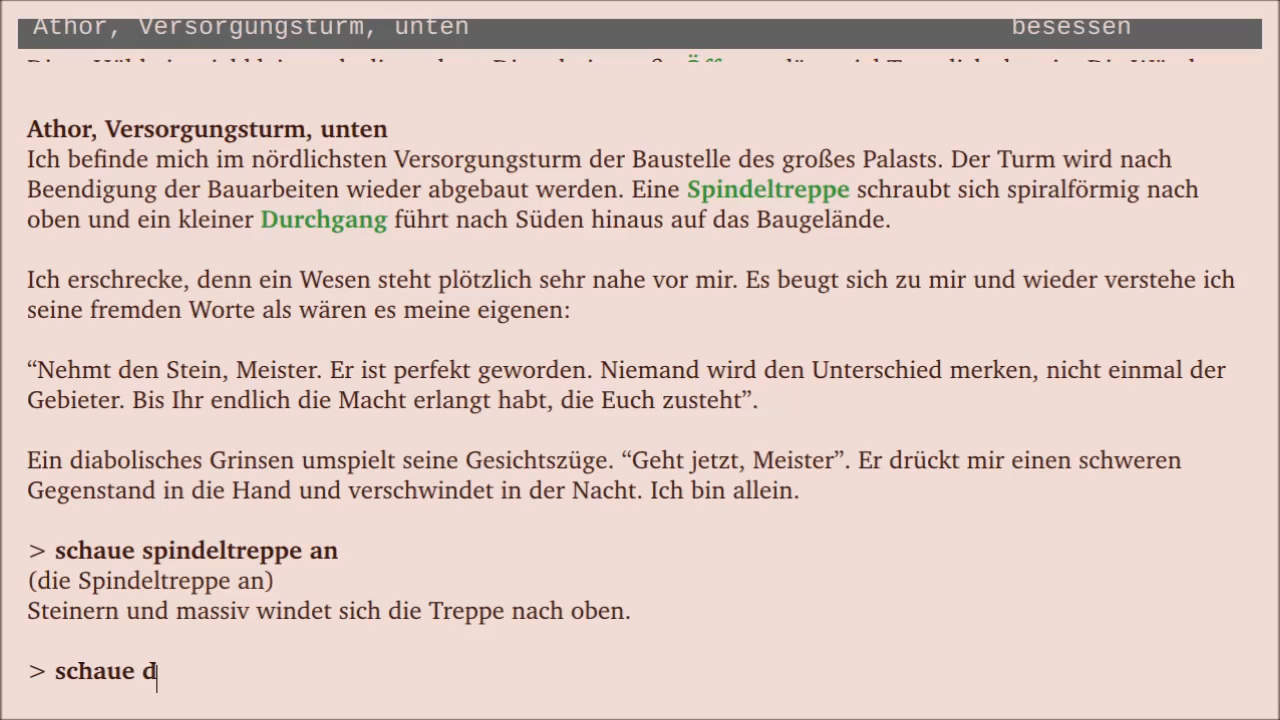 Athor, Versorgungsturm, unten besessen
Athor, Versorgungsturm, unten
Ich befinde mich im nördlichsten Versorgungsturm der Baustelle des großes Palasts. Der Turm wird nach
Beendigung der Bauarbeiten wieder abgebaut werden. Eine Spindeltreppe schraubt sich spiralförmig nach
oben und ein kleiner Durchgang führt nach Süden hinaus auf das Baugelände.
Ich erschrecke, denn ein Wesen steht plötzlich sehr nahe vor mir. Es beugt sich zu mir und wieder verstehe ich
seine fremden Worte als wären es meine eigenen:
“Nehmt den Stein, Meister. Er ist perfekt geworden. Niemand wird den Unterschied merken, nicht einmal der
Gebieter. Bis Ihr endlich die Macht erlangt habt, die Euch zusteht”.
Ein diabolisches Grinsen umspielt seine Gesichtszüge. “Geht jetzt, Meister”. Er drückt mir einen schweren
Gegenstand in die Hand und verschwindet in der Nacht. Ich bin allein.
> schaue spindeltreppe an
(die Spindeltreppe an)
Steinern und massiv windet sich die Treppe nach oben.
> schaue d